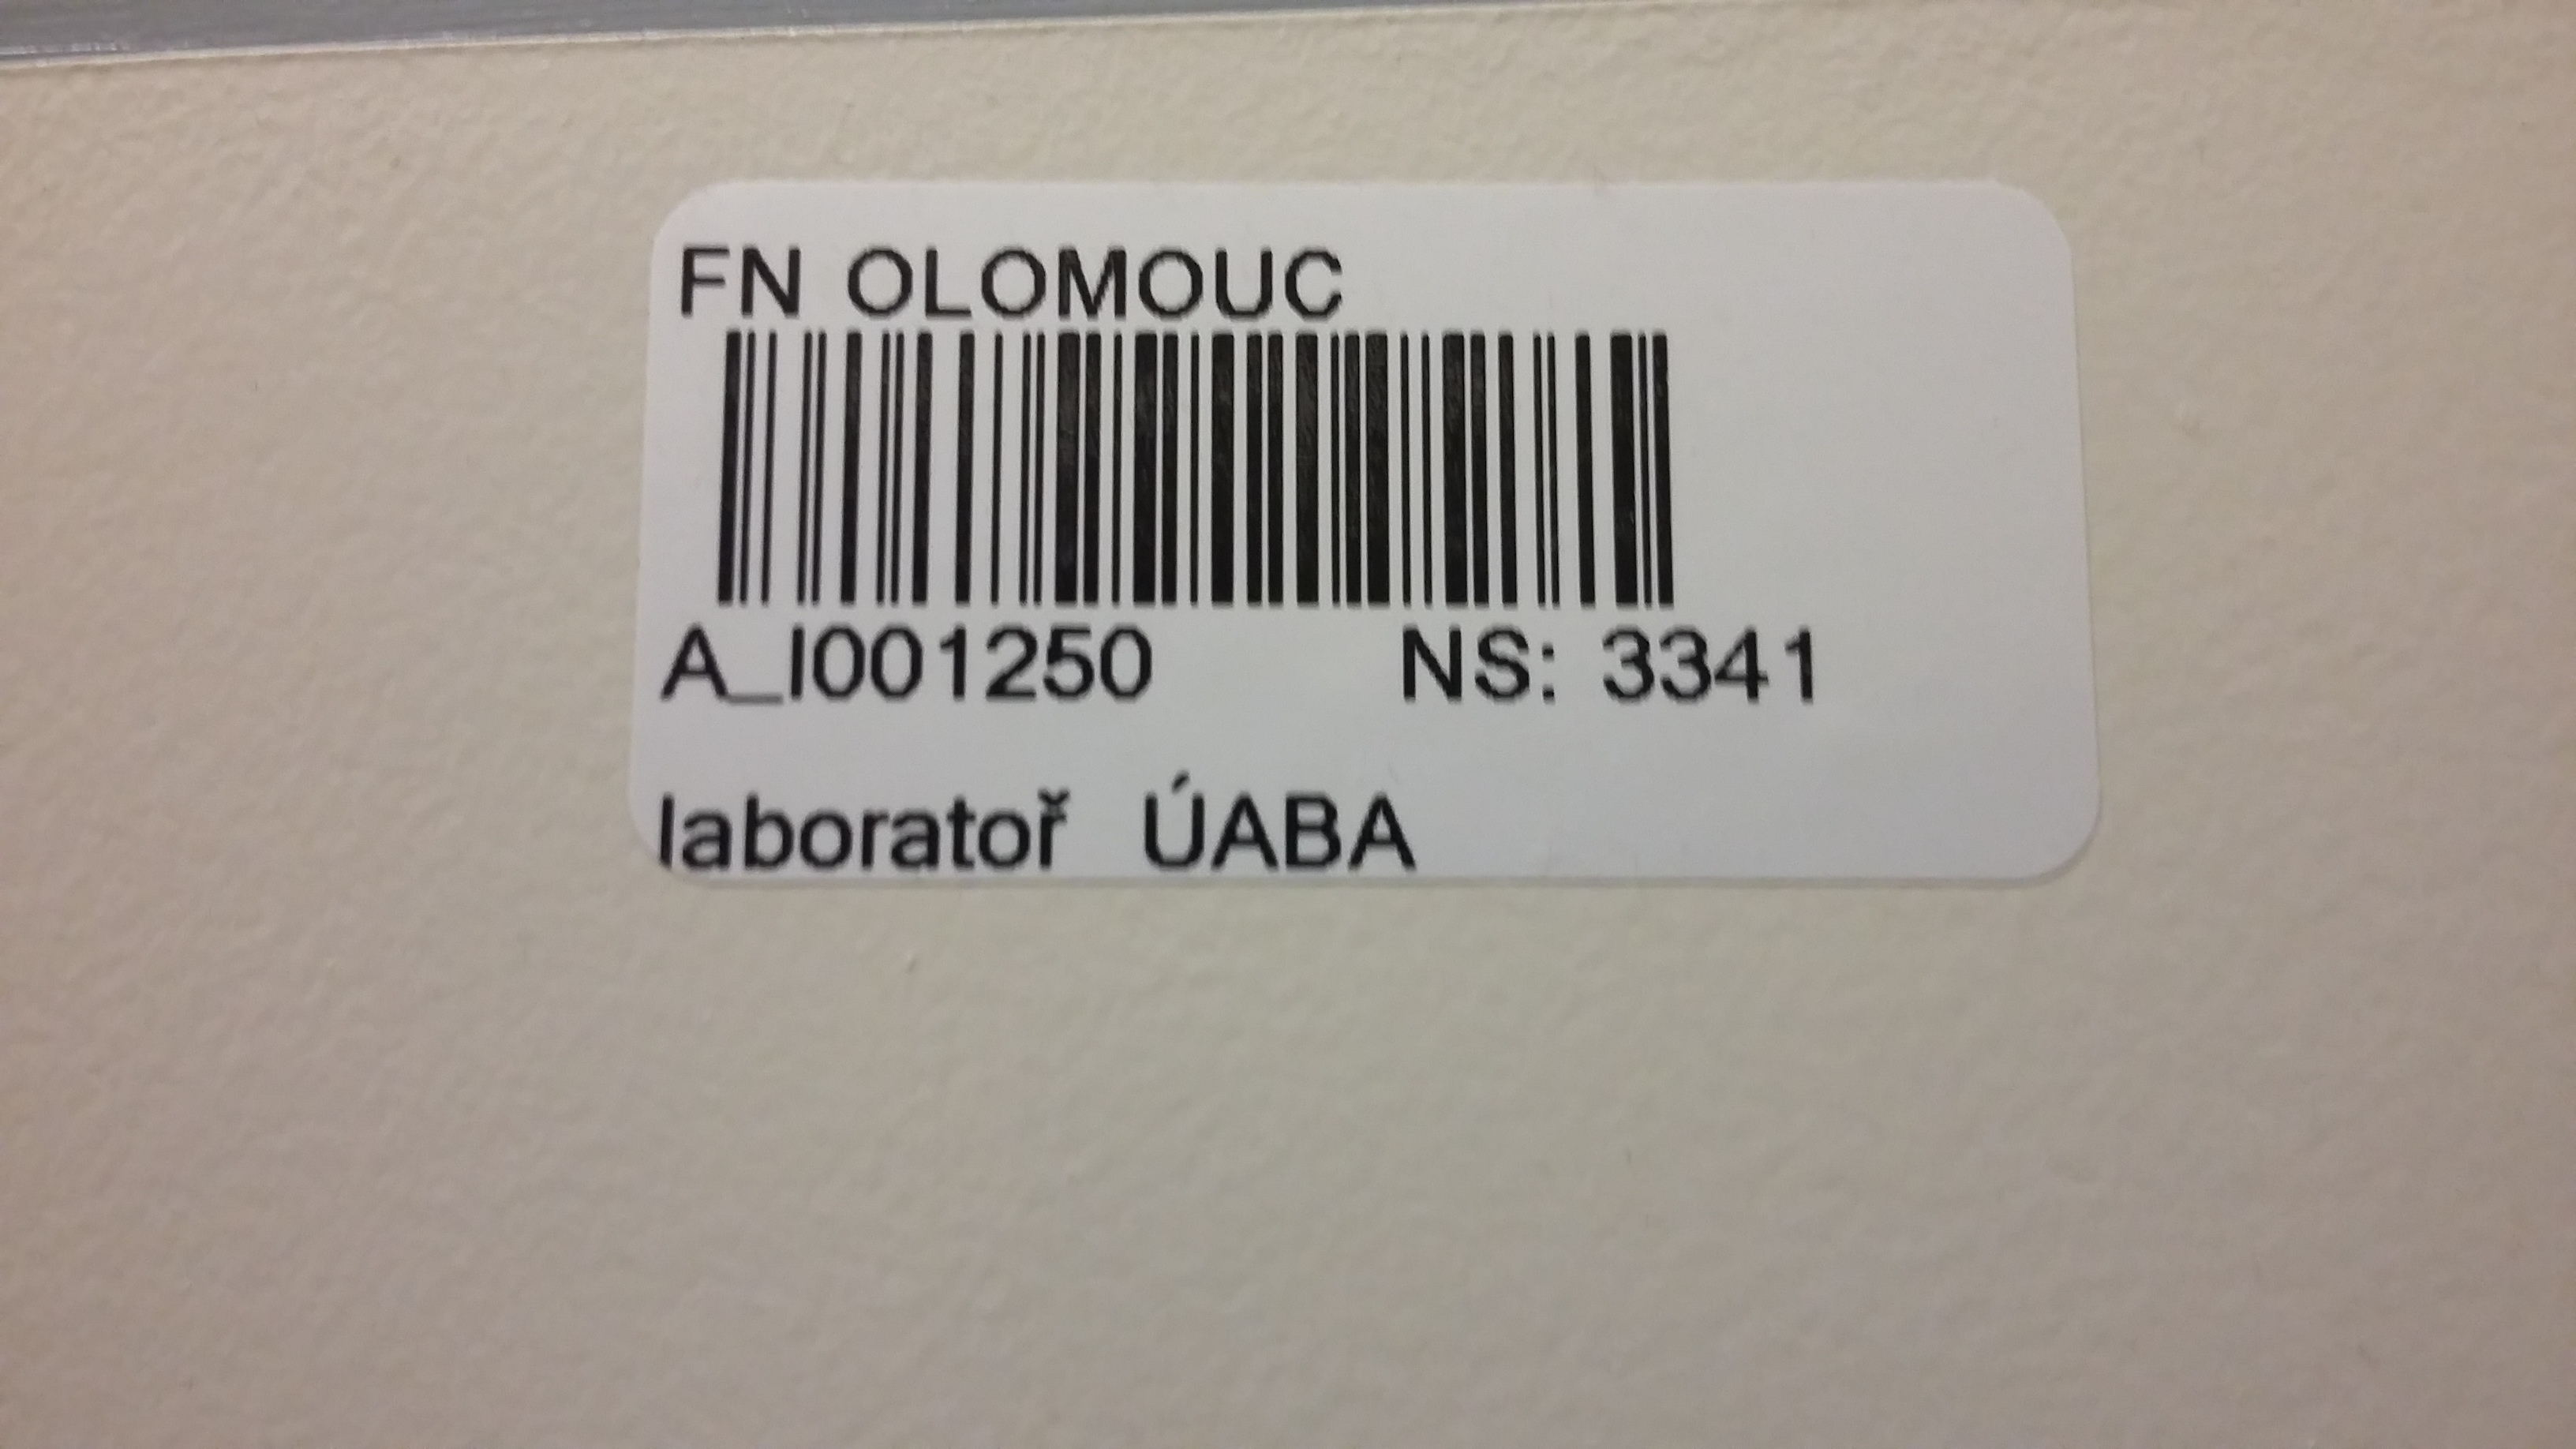 FN OLOMOUC
A_I001250 NS: 3341
laboratoř ÚABA